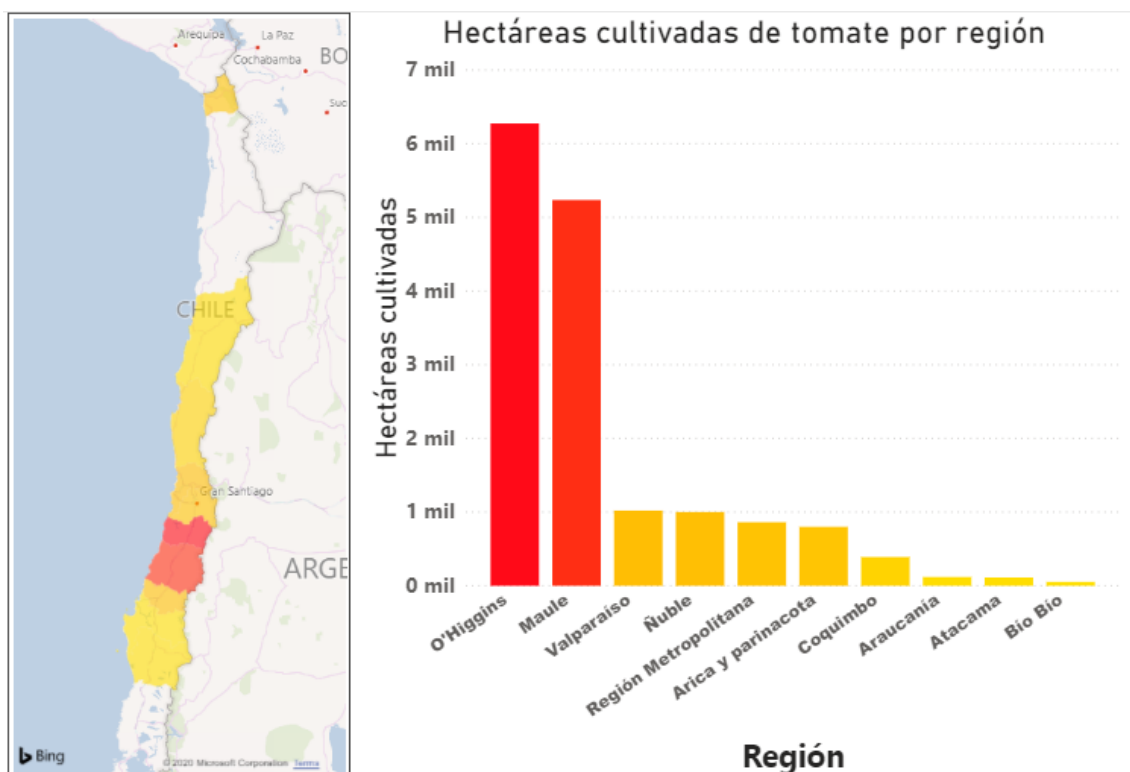 Arequipa
La Paz
Cochabamba
BO
Suc
CHILE
Gran Santiago
ARGE
Bing
© 2020 Microsoft Corporation Terms
Hectáreas cultivadas de tomate por región
Hectáreas cultivadas
7 mil
6 mil
5 mil
4 mil
3 mil
2 mil
1 mil
0 mil
O'Higgins
Maule
Valparaíso
Ñuble
Región Metropolitana
Arica y parinacota
Coquimbo
Araucanía
Atacama
Bío Bío
Región